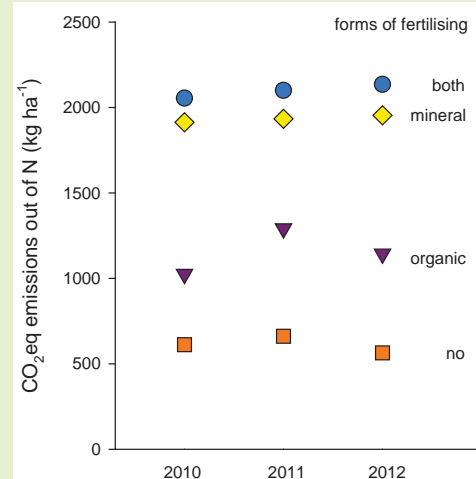 forms of fertilising
CO₂eq emissions out of N (kg ha⁻¹)
2500
2000
1500
1000
500
0
both
mineral
organic
no
2010 2011 2012